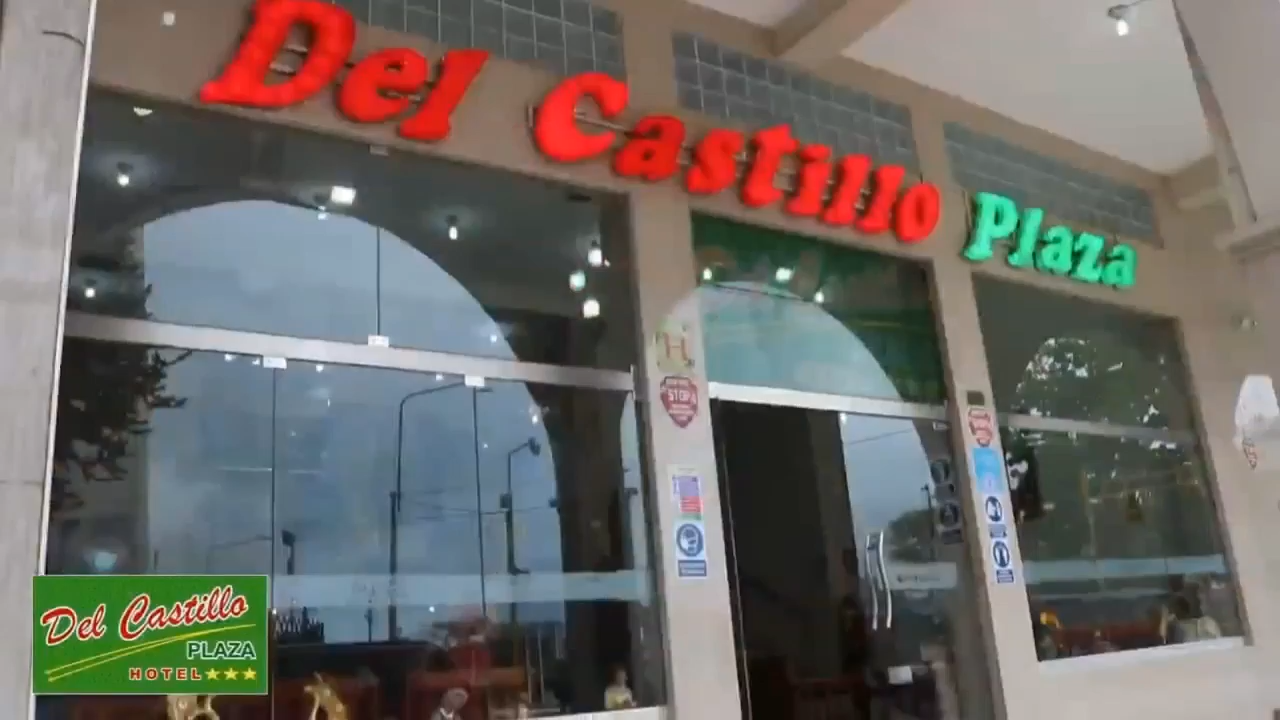 Del Castillo Plaza
H
STOP
Del Castillo
PLAZA
HOTEL